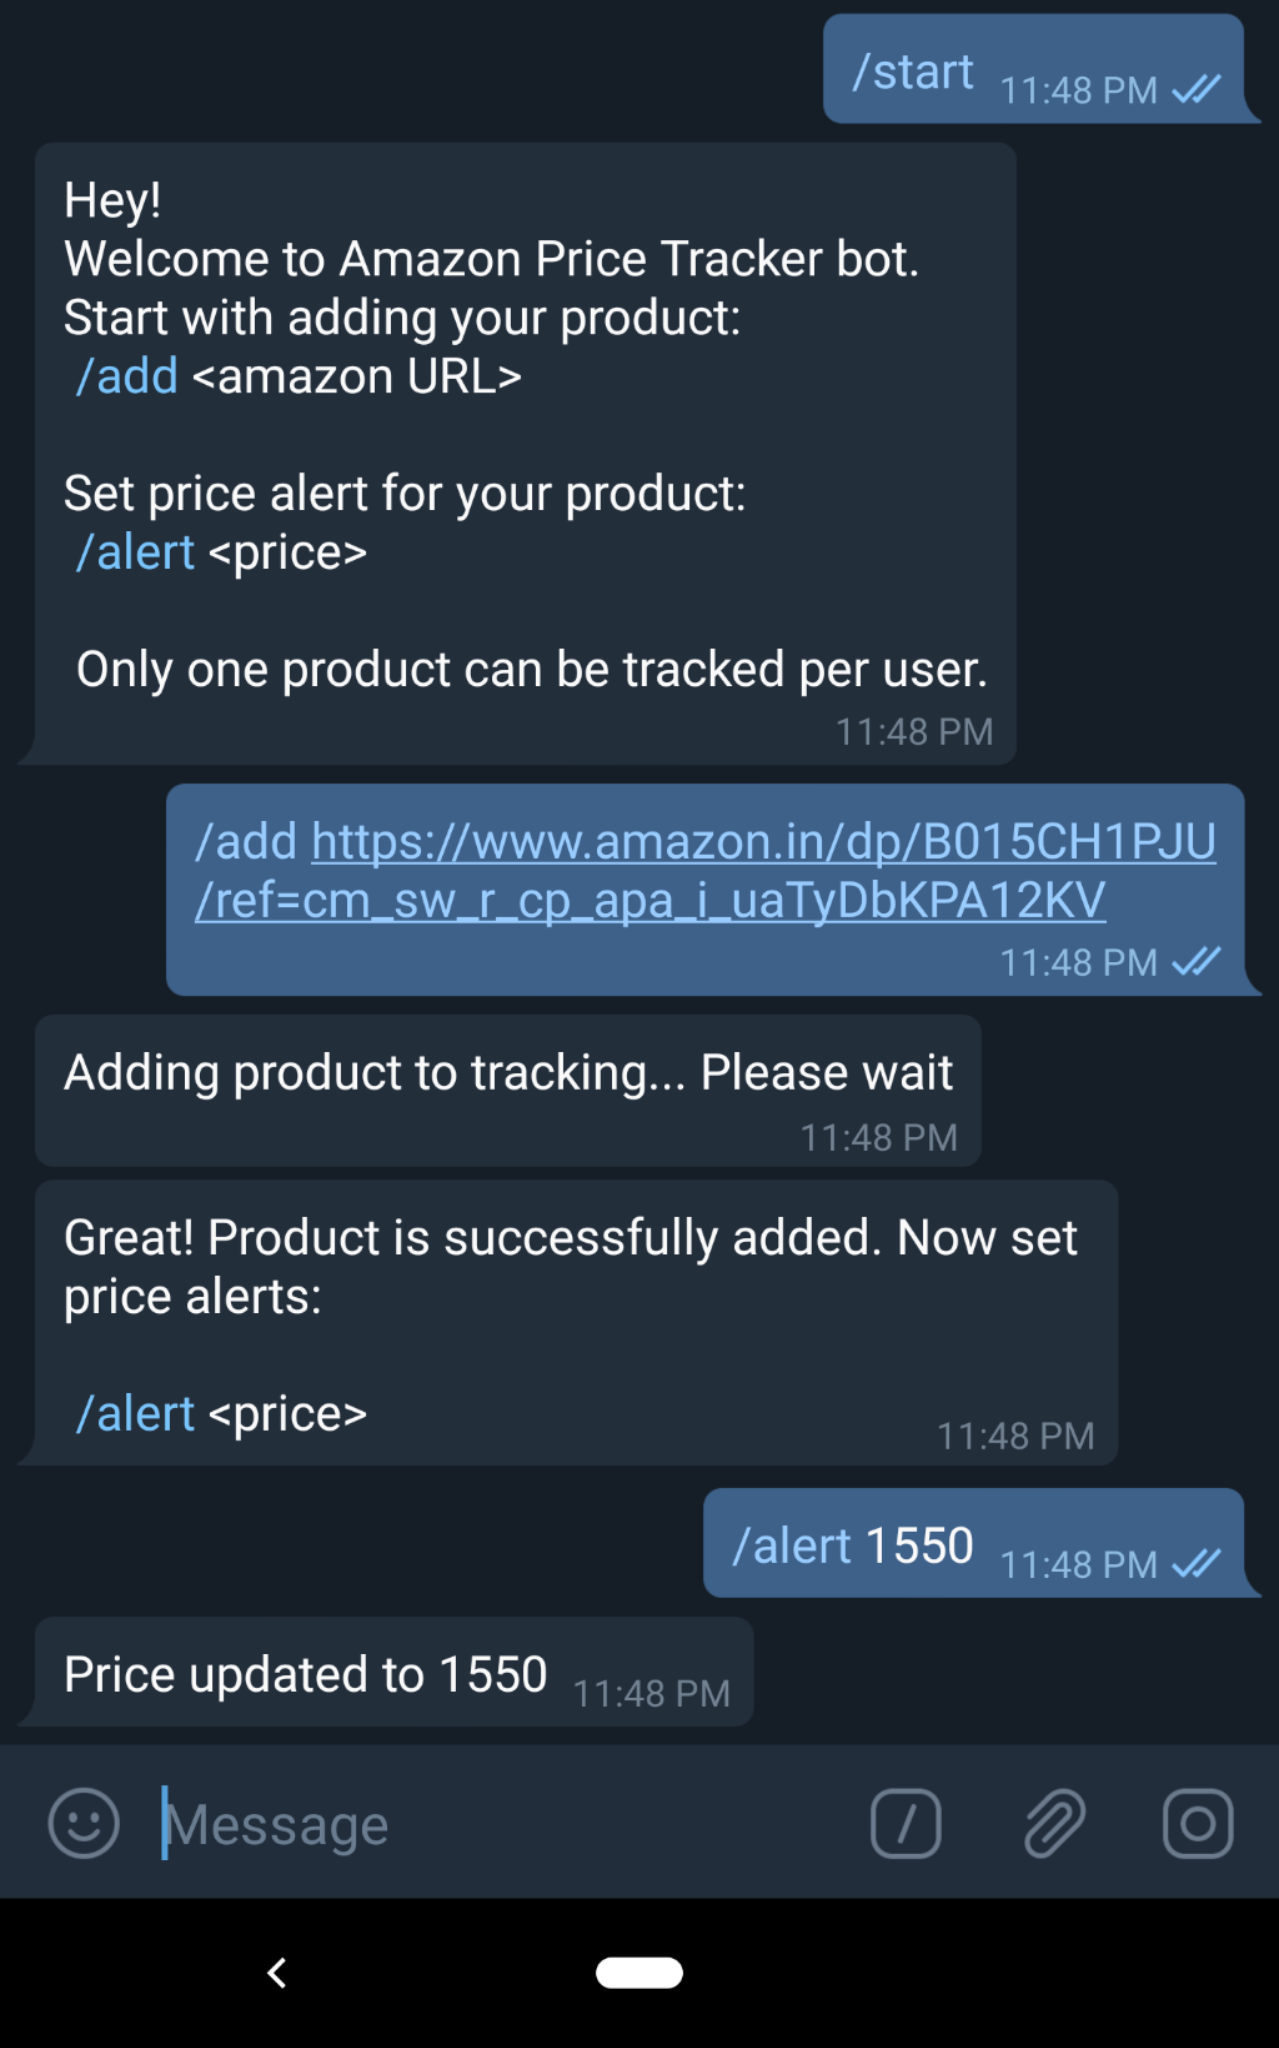 /start 11:48 PM
Hey!
Welcome to Amazon Price Tracker bot.
Start with adding your product:
/add <amazon URL>
Set price alert for your product:
/alert <price>
Only one product can be tracked per user.
11:48 PM
/add https://www.amazon.in/dp/B015CH1PJU
/ref=cm_sw_r_cp_apa_i_uaTyDbKPA12KV
11:48 PM
Adding product to tracking... Please wait
11:48 PM
Great! Product is successfully added. Now set
price alerts:
/alert <price>
11:48 PM
/alert 1550 11:48 PM
Price updated to 1550 11:48 PM
Message